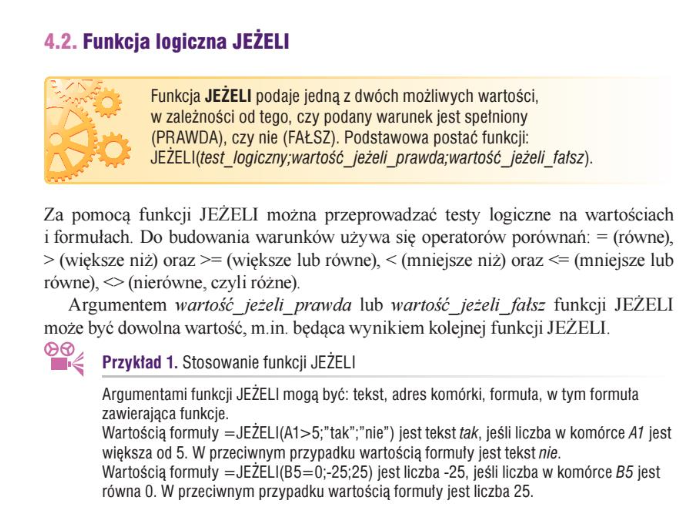 4.2. Funkcja logiczna JEŻELI
Funkcja JEŻELI podaje jedną z dwóch możliwych wartości,
w zależności od tego, czy podany warunek jest spełniony
(PRAWDA), czy nie (FAŁSZ). Podstawowa postać funkcji:
JEŻELI(test_logiczny;wartość_jeżeli_prawda;wartość_jeżeli_fałsz).
Za pomocą funkcji JEŻELI można przeprowadzać testy logiczne na wartościach
i formułach. Do budowania warunków używa się operatorów porównań: = (równe),
> (większe niż) oraz >= (większe lub równe), < (mniejsze niż) oraz <= (mniejsze lub
równe), <> (nierówne, czyli różne).
Argumentem wartość_jeżeli_prawda lub wartość_jeżeli_fałsz funkcji JEŻELI
może być dowolna wartość, m.in. będąca wynikiem kolejnej funkcji JEŻELI.
Przykład 1. Stosowanie funkcji JEŻELI
Argumentami funkcji JEŻELI mogą być: tekst, adres komórki, formuła, w tym formuła
zawierająca funkcje.
Wartością formuły =JEŻELI(A1>5;”tak”;”nie”) jest tekst tak, jeśli liczba w komórce A1 jest
większa od 5. W przeciwnym przypadku wartością formuły jest tekst nie.
Wartością formuły =JEŻELI(B5=0;-25;25) jest liczba -25, jeśli liczba w komórce B5 jest
równa 0. W przeciwnym przypadku wartością formuły jest liczba 25.